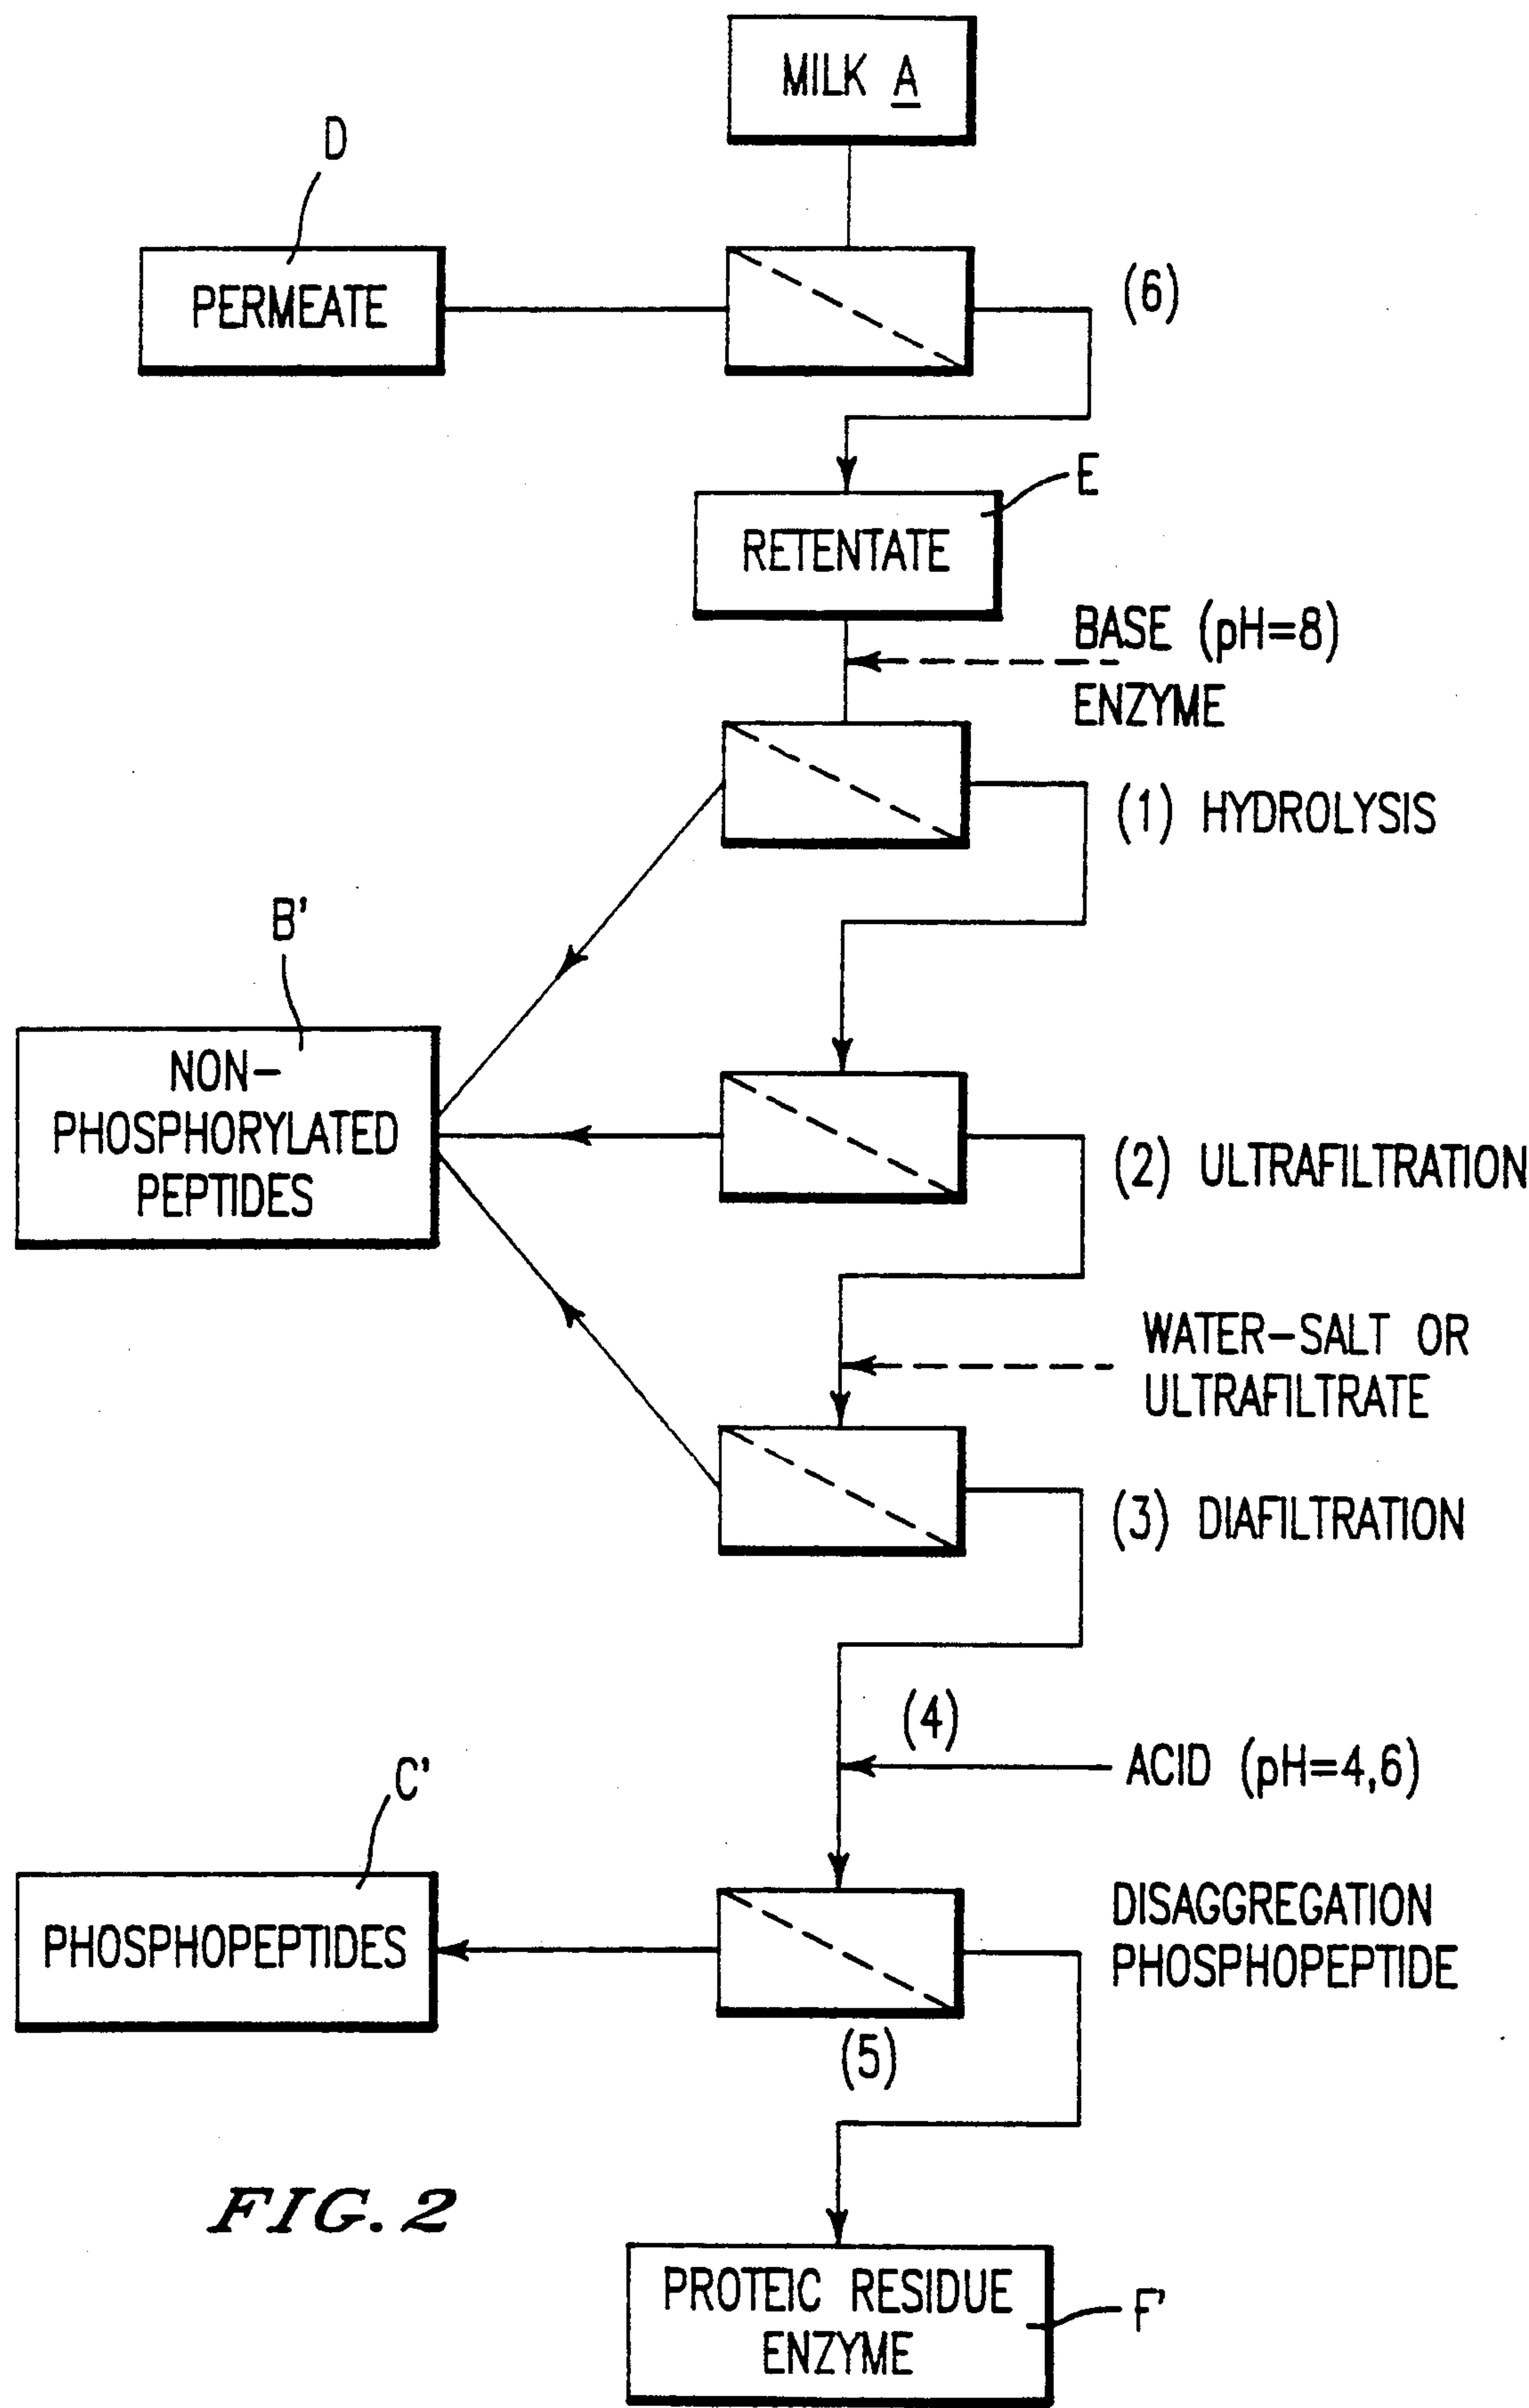 MILK A
D
PERMEATE
(6)
E
RETENTATE
BASE (pH=8)
ENZYME
(1) HYDROLYSIS
B'
NON-
PHOSPHORYLATED
PEPTIDES
(2) ULTRAFILTRATION
WATER-SALT OR
ULTRAFILTRATE
(3) DIAFILTRATION
(4)
ACID (pH=4,6)
C'
PHOSPHOPEPTIDES
DISAGGREGATION
PHOSPHOPEPTIDE
(5)
FIG. 2
PROTEIC RESIDUE
ENZYME
F'